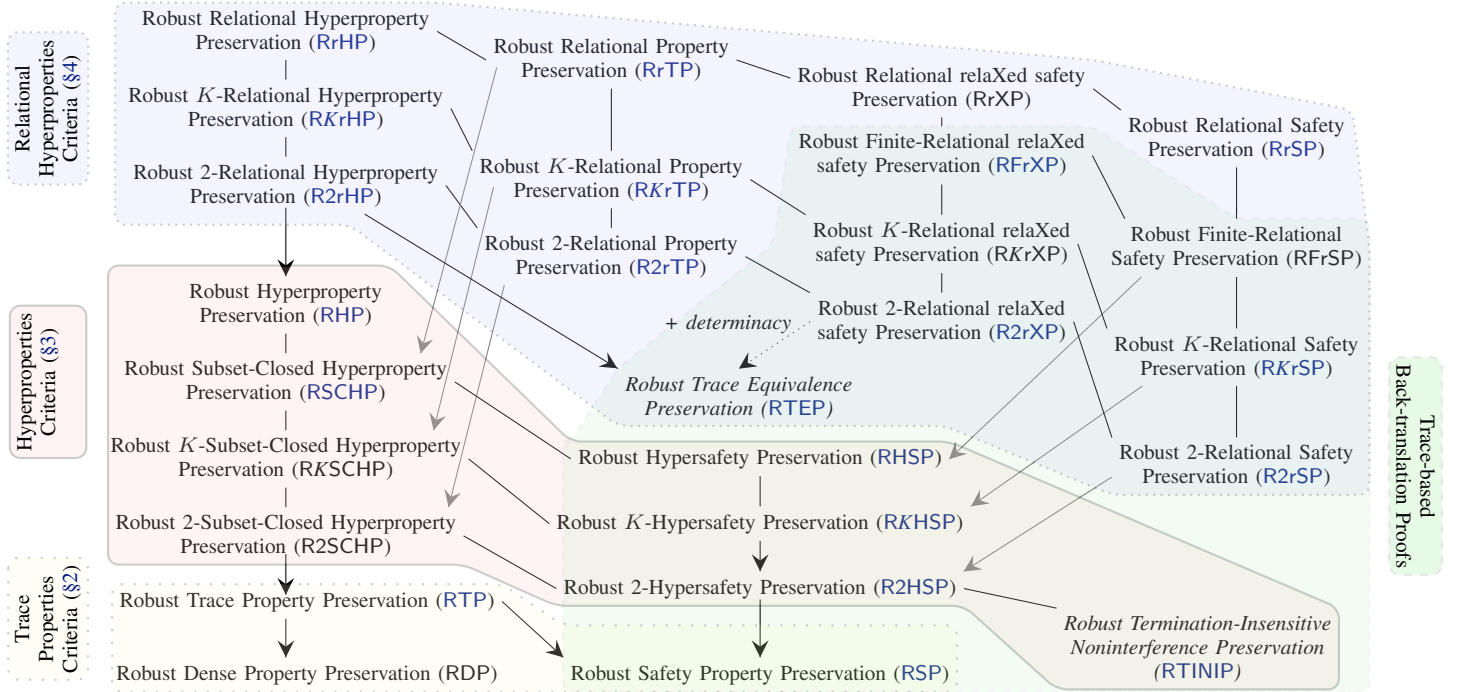 Relational
Hyperproperties
Criteria (§4)
Robust Relational Hyperproperty
Preservation (RrHP)
Robust K-Relational Hyperproperty
Preservation (RKrHP)
Robust 2-Relational Hyperproperty
Preservation (R2rHP)
Robust Relational Property
Preservation (RrTP)
Robust K-Relational Property
Preservation (RKrTP)
Robust 2-Relational Property
Preservation (R2rTP)
Robust Relational relaXed safety
Preservation (RrXP)
Robust Finite-Relational relaXed
safety Preservation (RFrXP)
Robust K-Relational relaXed
safety Preservation (RKrXP)
Robust 2-Relational relaXed
safety Preservation (R2rXP)
Robust Relational Safety
Preservation (RrSP)
Robust Finite-Relational
Safety Preservation (RFrSP)
Robust K-Relational Safety
Preservation (RKrSP)
Robust 2-Relational Safety
Preservation (R2rSP)
+ determinacy
Robust Trace Equivalence
Preservation (RTEP)
Hyperproperties
Criteria (§3)
Robust Hyperproperty
Preservation (RHP)
Robust Subset-Closed Hyperproperty
Preservation (RSCHP)
Robust K-Subset-Closed Hyperproperty
Preservation (RKSCHP)
Robust 2-Subset-Closed Hyperproperty
Preservation (R2SCHP)
Robust Hypersafety Preservation (RHSP)
Robust K-Hypersafety Preservation (RKHSP)
Robust 2-Hypersafety Preservation (R2HSP)
Robust Termination-Insensitive
Noninterference Preservation
(RTINIP)
Trace
Properties
Criteria (§2)
Robust Trace Property Preservation (RTP)
Robust Dense Property Preservation (RDP)
Robust Safety Property Preservation (RSP)
Trace-based
Back-translation Proofs